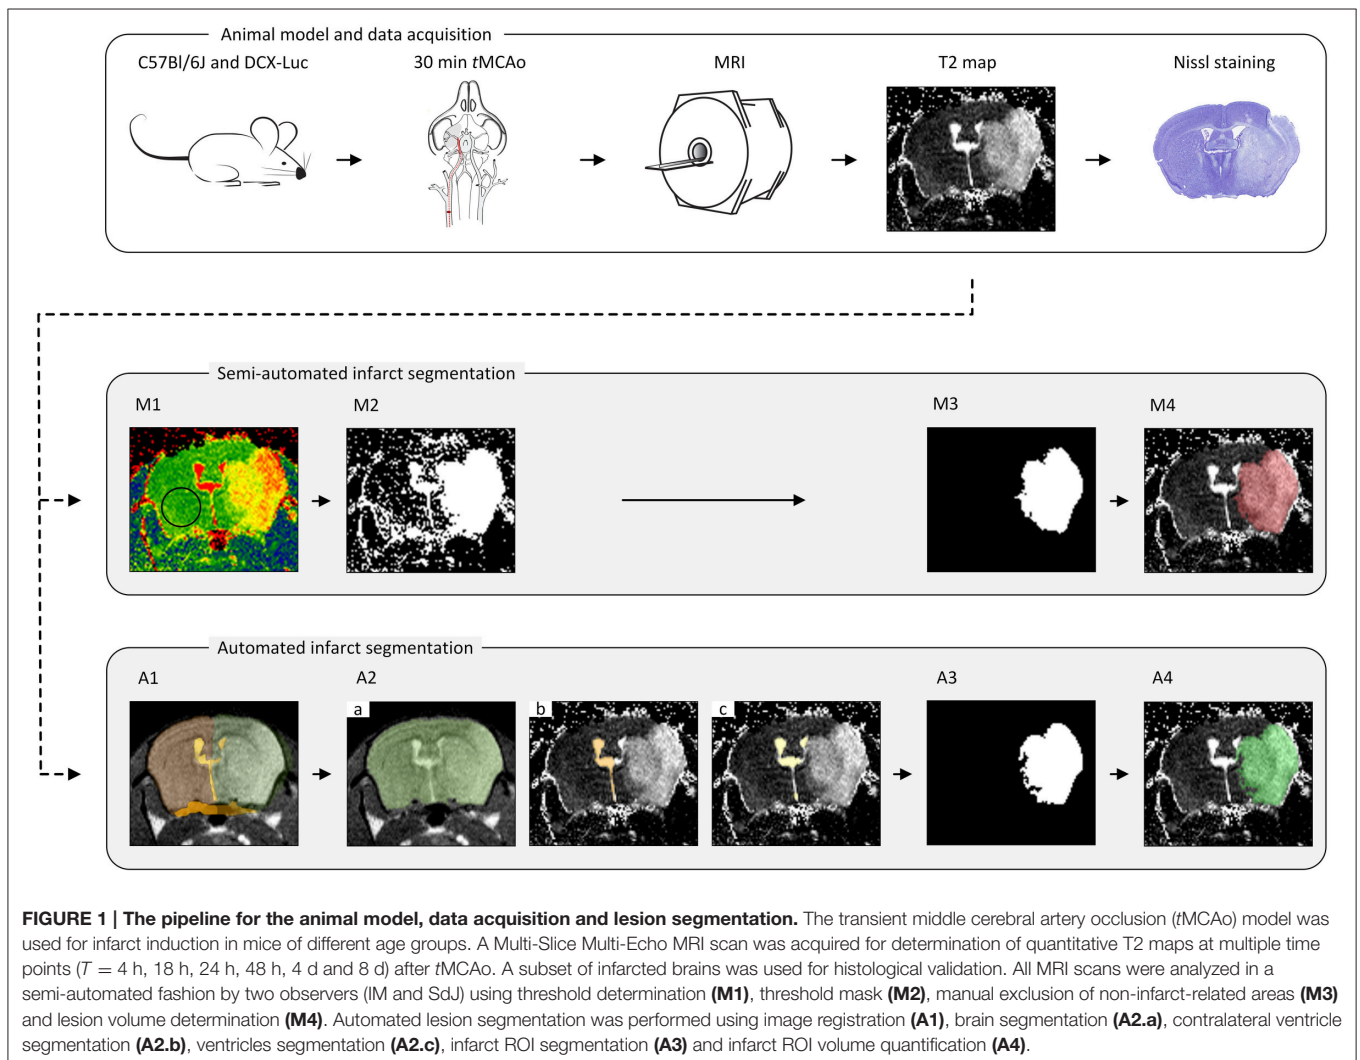 Animal model and data acquisition
C57Bl/6J and DCX-Luc
30 min tMCAo
MRI
T2 map
Nissl staining
Semi-automated infarct segmentation
M1
M2
M3
M4
Automated infarct segmentation
A1
A2
a
b
c
A3
A4
FIGURE 1 | The pipeline for the animal model, data acquisition and lesion segmentation. The transient middle cerebral artery occlusion (tMCAo) model was
used for infarct induction in mice of different age groups. A Multi-Slice Multi-Echo MRI scan was acquired for determination of quantitative T2 maps at multiple time
points (T = 4 h, 18 h, 24 h, 48 h, 4 d and 8 d) after tMCAo. A subset of infarcted brains was used for histological validation. All MRI scans were analyzed in a
semi-automated fashion by two observers (IM and SdJ) using threshold determination (M1), threshold mask (M2), manual exclusion of non-infarct-related areas (M3)
and lesion volume determination (M4). Automated lesion segmentation was performed using image registration (A1), brain segmentation (A2.a), contralateral ventricle
segmentation (A2.b), ventricles segmentation (A2.c), infarct ROI segmentation (A3) and infarct ROI volume quantification (A4).